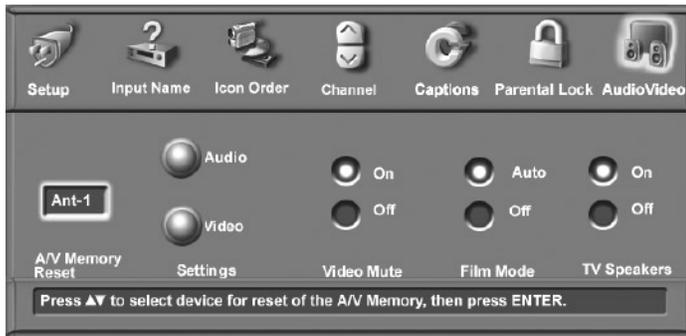 Setup Input Name Icon Order Channel Captions Parental Lock AudioVideo
Audio
On Auto On
Ant-1
Off Off Off
Video
A/V Memory
Reset Settings Video Mute Film Mode TV Speakers
Press ▲▼ to select device for reset of the A/V Memory, then press ENTER.